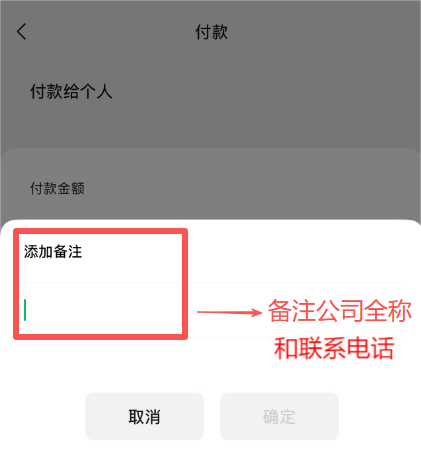 付款
付款给个人
付款金额
添加备注
备注公司全称
和联系电话
取消
确定